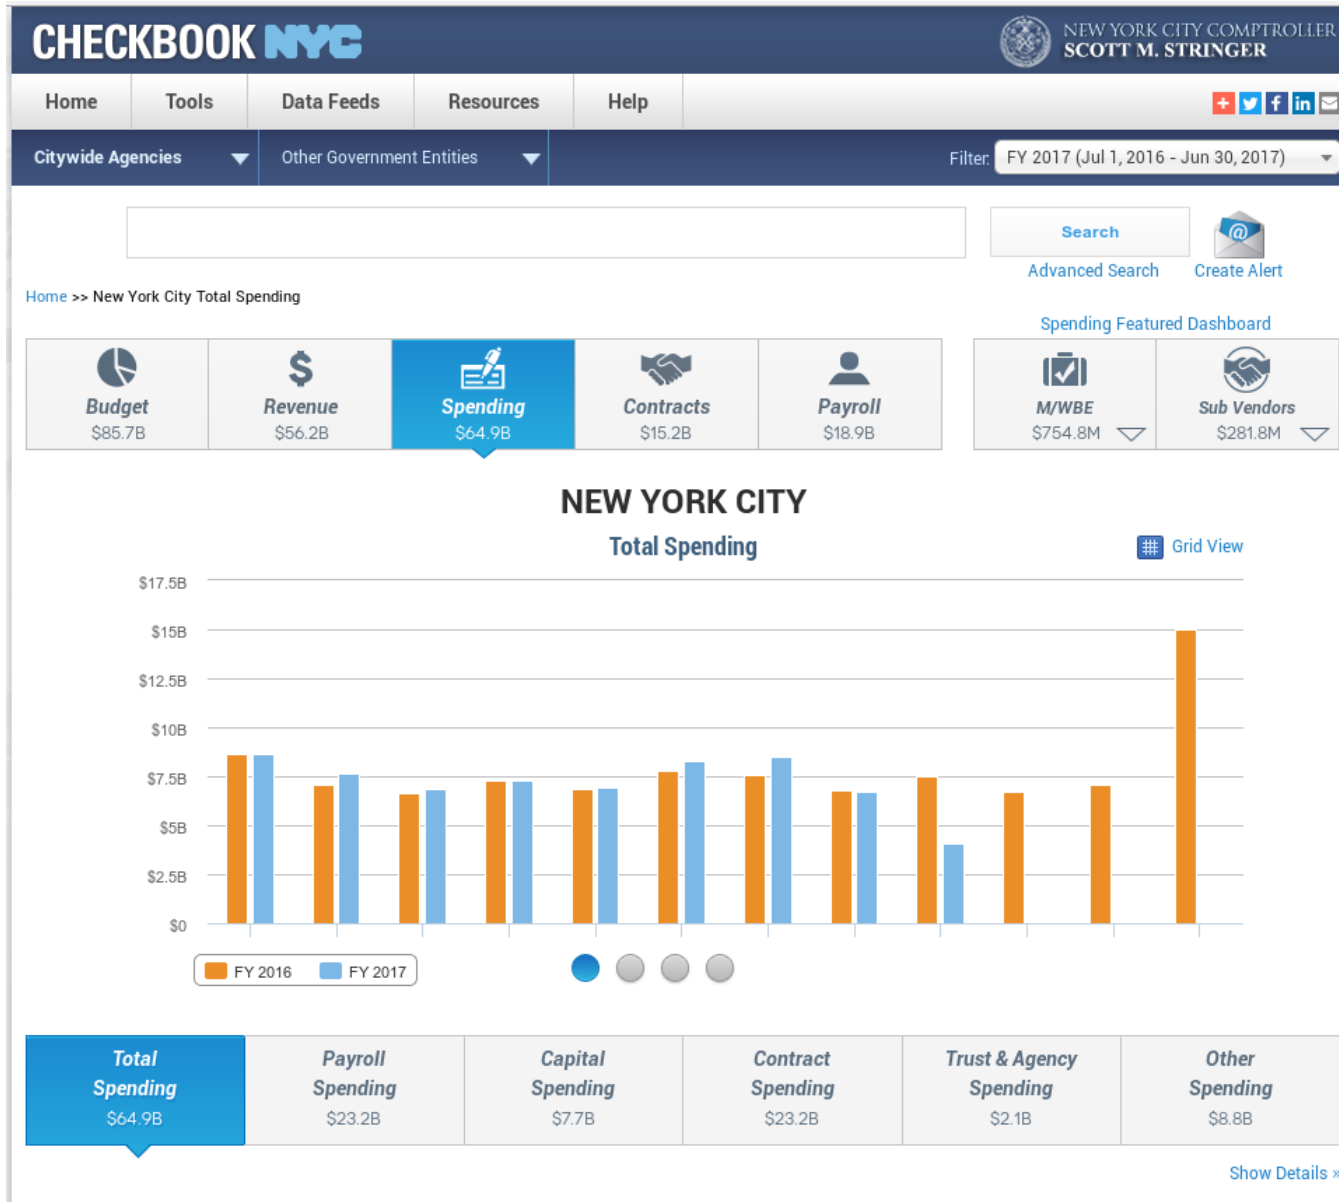 CHECKBOOK NYC
NEW YORK CITY COMPTROLLER
SCOTT M. STRINGER
Home Tools Data Feeds Resources Help
Citywide Agencies Other Government Entities Filter: FY 2017 (Jul 1, 2016 - Jun 30, 2017)
Search
Advanced Search Create Alert
Home >> New York City Total Spending
Spending Featured Dashboard
Budget Revenue Spending Contracts Payroll M/WBE Sub Vendors
$85.7B $56.2B $64.9B $15.2B $18.9B $754.8M $281.8M
NEW YORK CITY
Total Spending
Grid View
$17.5B
$15B
$12.5B
$10B
$7.5B
$5B
$2.5B
$0
FY 2016 FY 2017
Total Payroll Capital Contract Trust & Agency Other
Spending Spending Spending Spending Spending Spending
$64.9B $23.2B $7.7B $23.2B $2.1B $8.8B
Show Details »